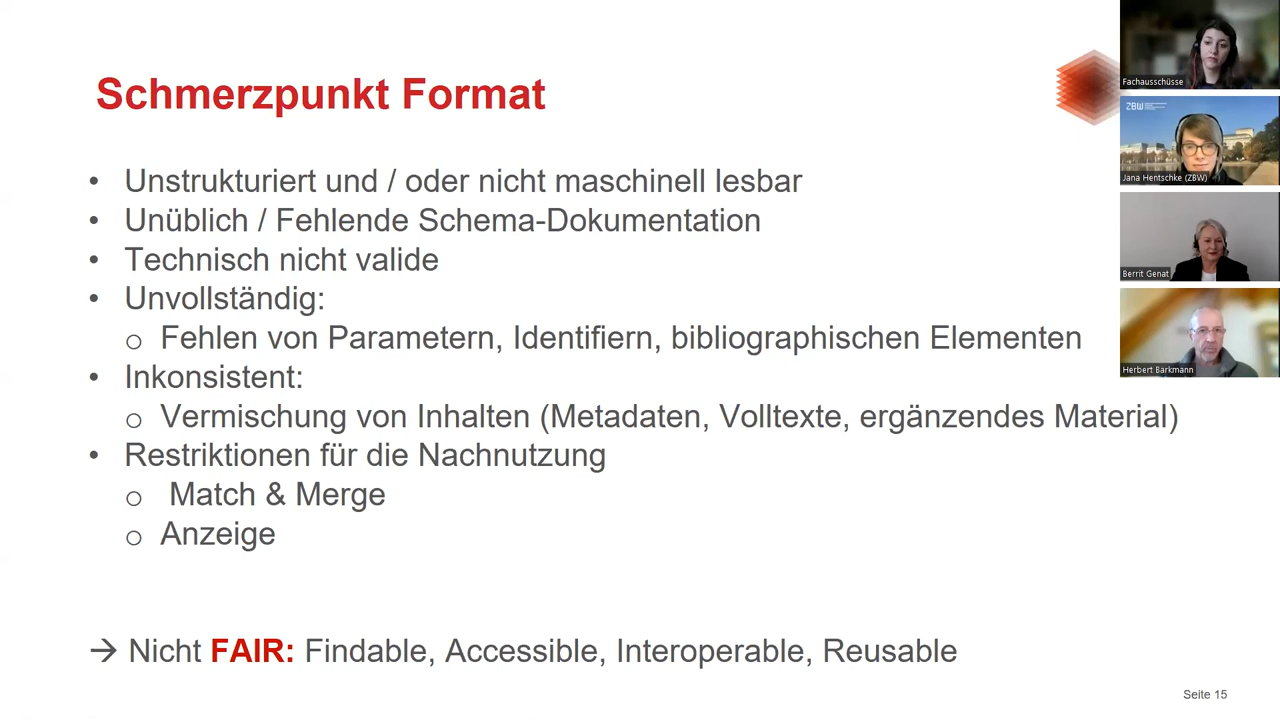 Schmerzpunkt Format
• Unstrukturiert und / oder nicht maschinell lesbar
• Unüblich / Fehlende Schema-Dokumentation
• Technisch nicht valide
• Unvollständig:
o Fehlen von Parametern, Identifiern, bibliographischen Elementen
• Inkonsistent:
o Vermischung von Inhalten (Metadaten, Volltexte, ergänzendes Material)
• Restriktionen für die Nachnutzung
o Match & Merge
o Anzeige
→ Nicht FAIR: Findable, Accessible, Interoperable, Reusable
Seite 15
Fachausschüsse
ZBW
Jana Hentschke (ZBW)
Berrit Genat
Herbert Barkmann